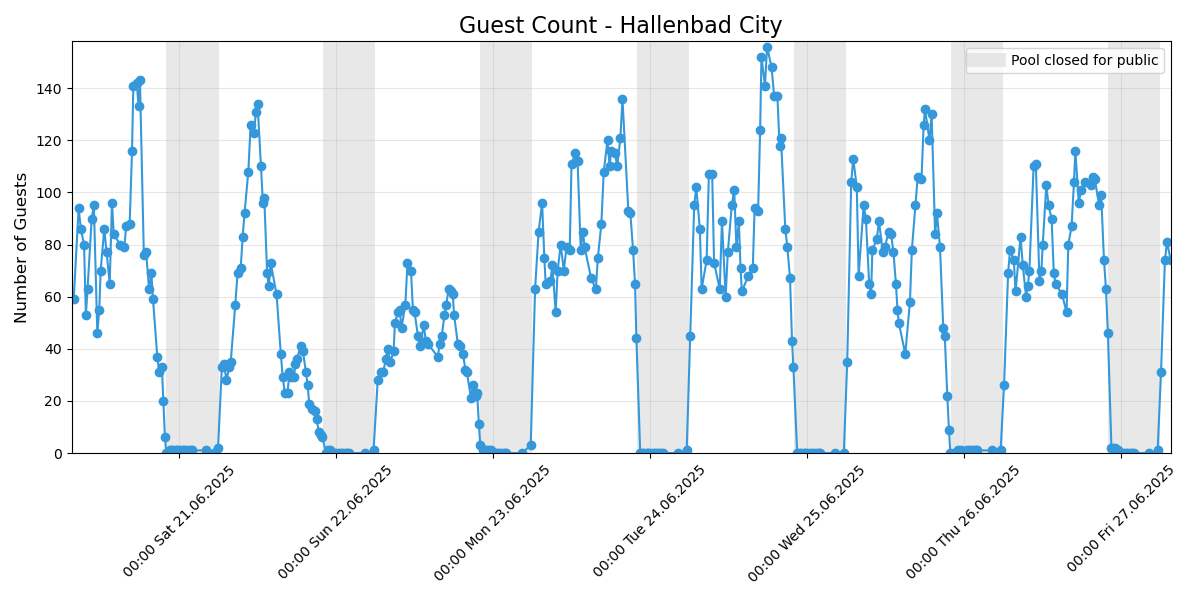 Guest Count - Hallenbad City
Pool closed for public
Number of Guests
140
120
100
80
60
40
20
0
00:00 Sat 21.06.2025
00:00 Sun 22.06.2025
00:00 Mon 23.06.2025
00:00 Tue 24.06.2025
00:00 Wed 25.06.2025
00:00 Thu 26.06.2025
00:00 Fri 27.06.2025